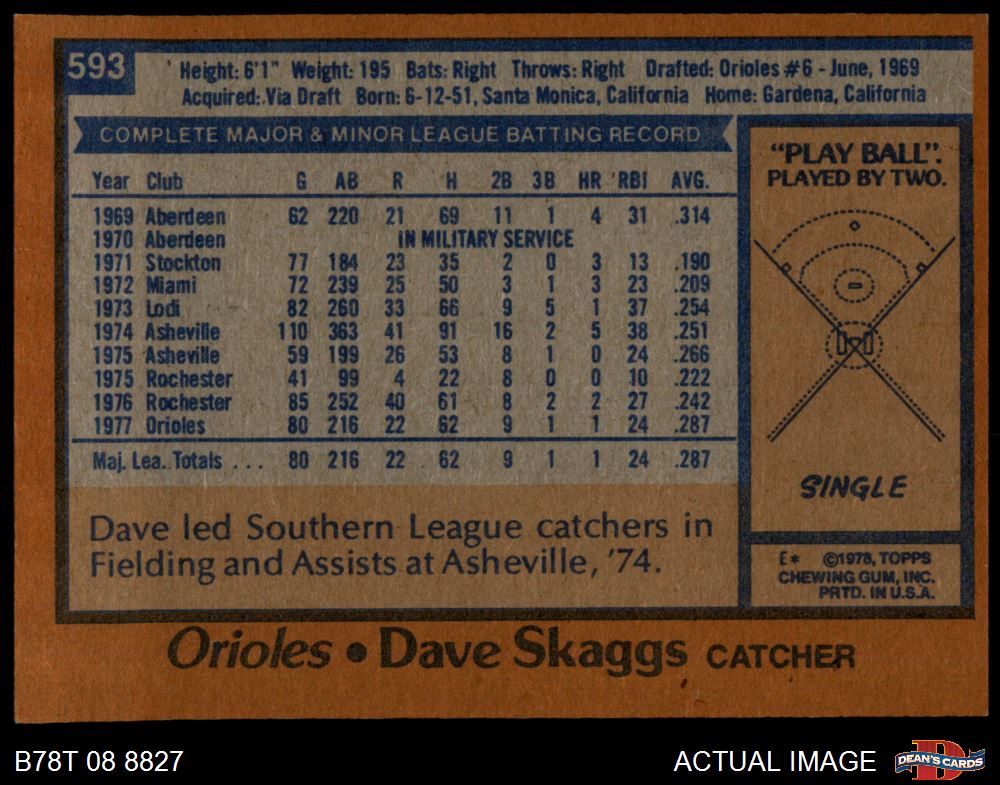 593
Height: 6'1" Weight: 195 Bats: Right Throws: Right Drafted: Orioles #6 - June, 1969
Acquired: Via Draft Born: 6-12-51, Santa Monica, California Home: Gardena, California
COMPLETE MAJOR & MINOR LEAGUE BATTING RECORD
Year Club G AB R H 2B 3B HR RBI AVG.
1969 Aberdeen 62 220 21 69 11 1 4 31 .314
1970 Aberdeen IN MILITARY SERVICE
1971 Stockton 77 184 23 35 2 0 3 13 .190
1972 Miami 72 239 25 50 3 1 3 23 .209
1973 Lodi 82 260 33 66 9 5 1 37 .254
1974 Asheville 110 363 41 91 16 2 5 38 .251
1975 Asheville 59 199 26 53 8 1 0 24 .266
1975 Rochester 41 99 4 22 8 0 0 10 .222
1976 Rochester 85 252 40 61 8 2 2 27 .242
1977 Orioles 80 216 22 62 9 1 1 24 .287
Maj. Lea. Totals ... 80 216 22 62 9 1 1 24 .287
Dave led Southern League catchers in
Fielding and Assists at Asheville, '74.
"PLAY BALL".
PLAYED BY TWO.
SINGLE
E* ©1978, TOPPS
CHEWING GUM, INC.
PRTD. IN U.S.A.
Orioles • Dave Skaggs CATCHER
B78T 08 8827
ACTUAL IMAGE
DEAN'S CARDS